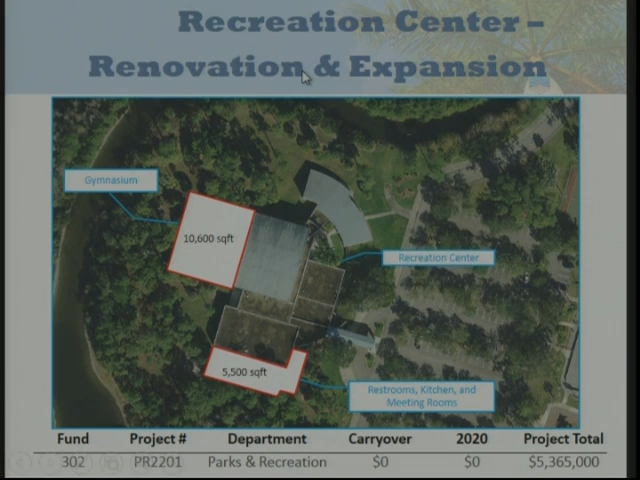 Recreation Center –
Renovation & Expansion
Gymnasium
10,600 sqft
Recreation Center
5,500 sqft
Restrooms, Kitchen, and
Meeting Rooms
Fund Project # Department Carryover 2020 Project Total
302 PR2201 Parks & Recreation $0 $0 $5,365,000